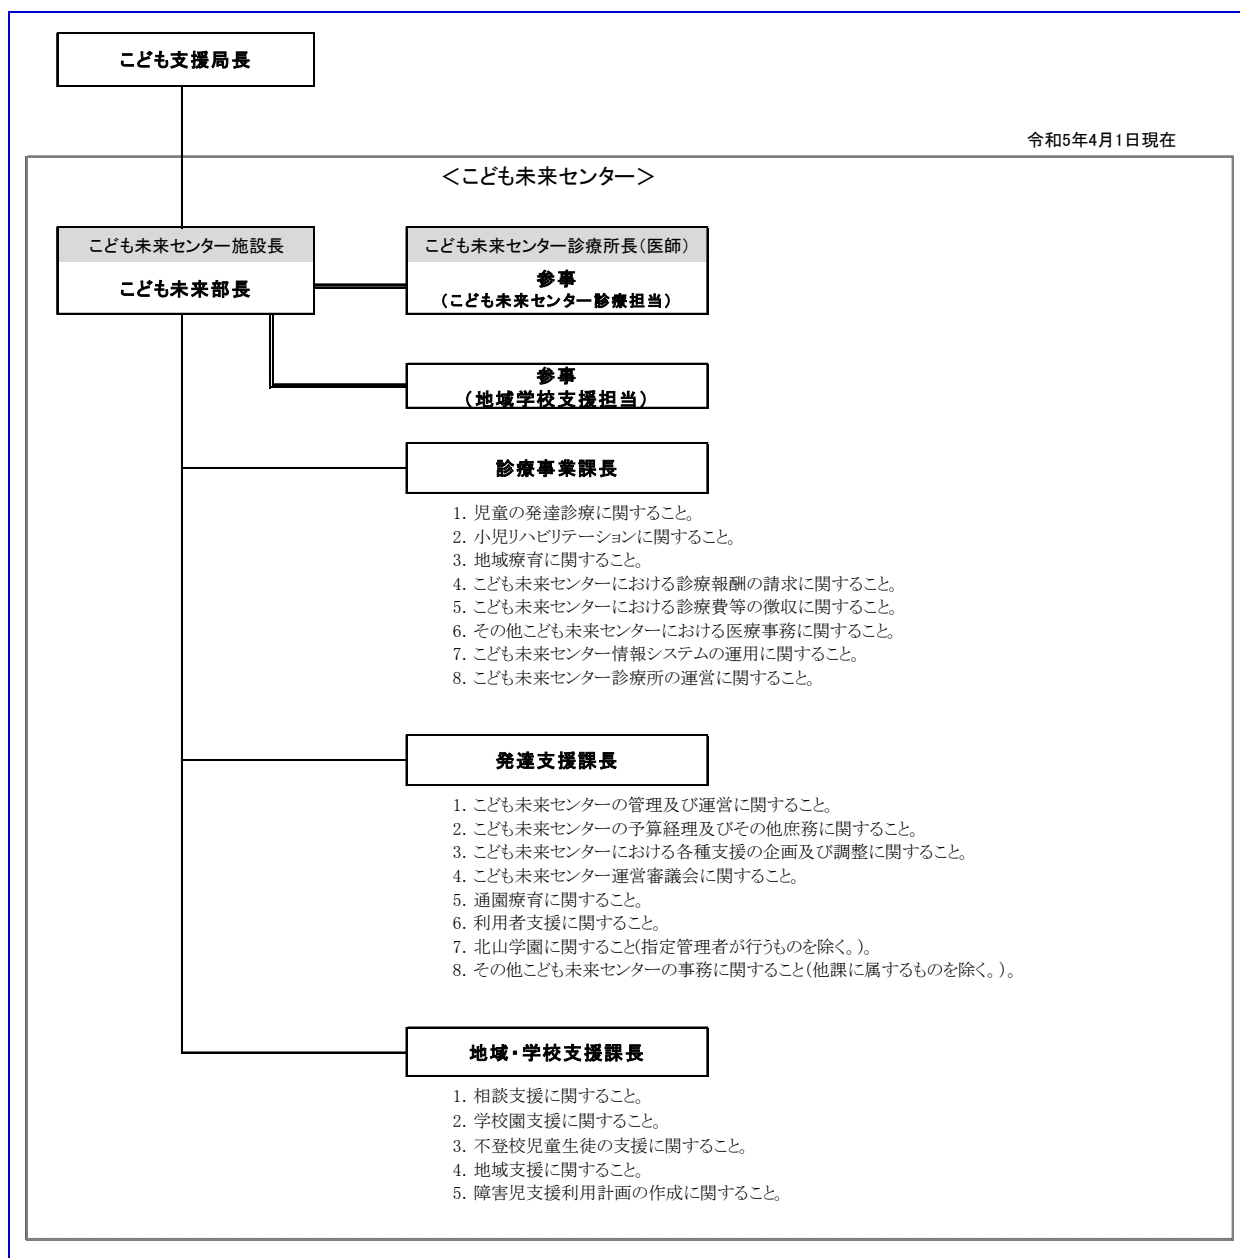 こども支援局長
令和5年4月1日現在
＜こども未来センター＞
こども未来センター施設長
こども未来部長
こども未来センター診療所長(医師)
参事
(こども未来センター診療担当)
参事
(地域学校支援担当)
診療事業課長
1. 児童の発達診療に関すること。
2. 小児リハビリテーションに関すること。
3. 地域療育に関すること。
4. こども未来センターにおける診療報酬の請求に関すること。
5. こども未来センターにおける診療費等の徴収に関すること。
6. その他こども未来センターにおける医療事務に関すること。
7. こども未来センター情報システムの運用に関すること。
8. こども未来センター診療所の運営に関すること。
発達支援課長
1. こども未来センターの管理及び運営に関すること。
2. こども未来センターの予算経理及びその他庶務に関すること。
3. こども未来センターにおける各種支援の企画及び調整に関すること。
4. こども未来センター運営審議会に関すること。
5. 通園療育に関すること。
6. 利用者支援に関すること。
7. 北山学園に関すること(指定管理者が行うものを除く。)。
8. その他こども未来センターの事務に関すること(他課に属するものを除く。)。
地域・学校支援課長
1. 相談支援に関すること。
2. 学校園支援に関すること。
3. 不登校児童生徒の支援に関すること。
4. 地域支援に関すること。
5. 障害児支援利用計画の作成に関すること。